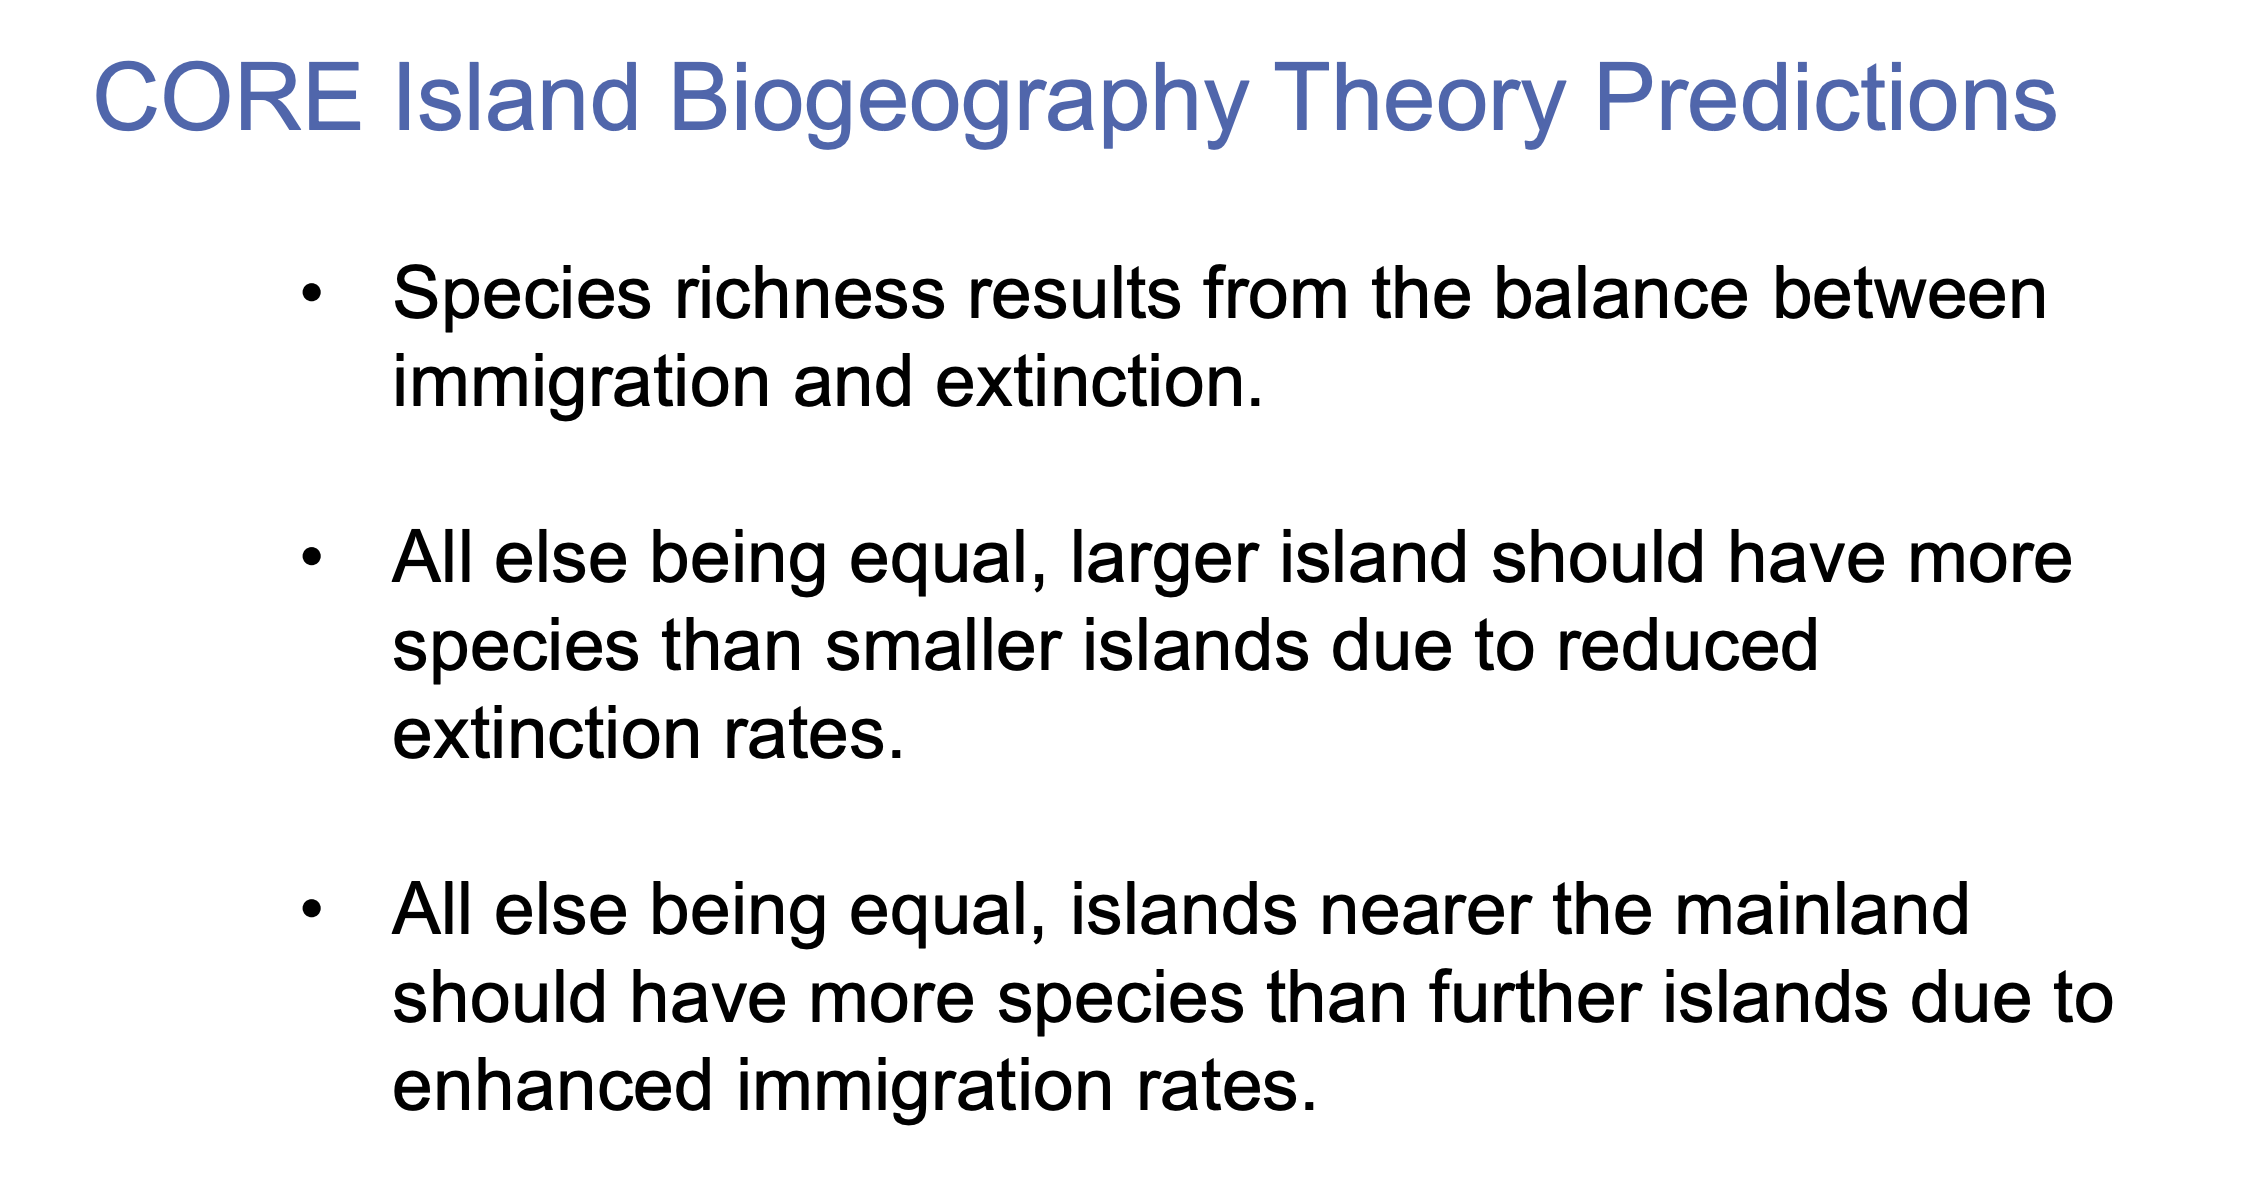 CORE Island Biogeography Theory Predictions
• Species richness results from the balance between
immigration and extinction.
• All else being equal, larger island should have more
species than smaller islands due to reduced
extinction rates.
• All else being equal, islands nearer the mainland
should have more species than further islands due to
enhanced immigration rates.